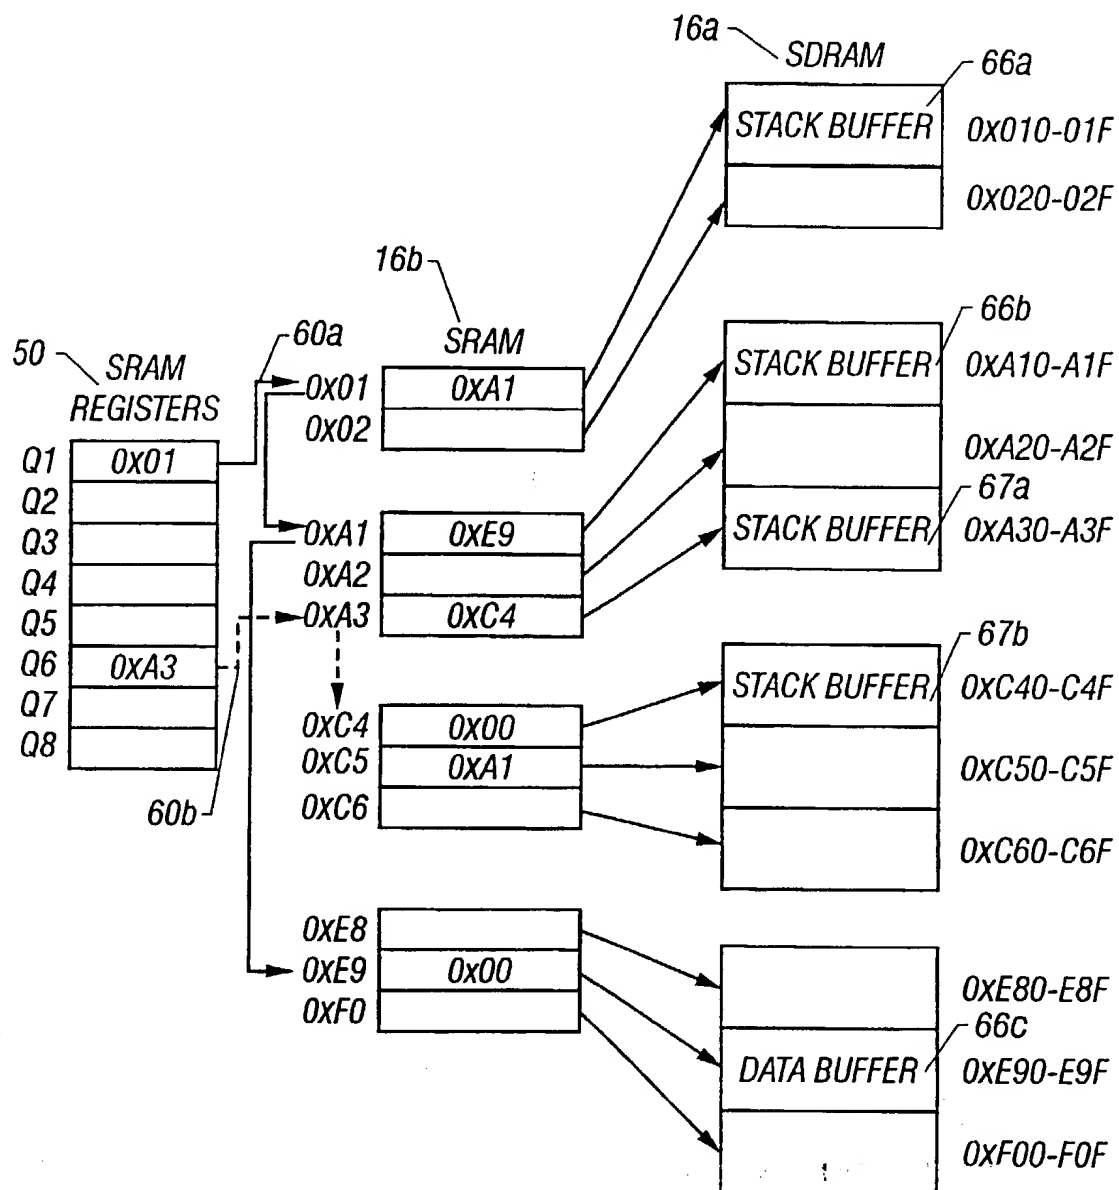 16a
SDRAM
66a
STACK BUFFER
0X010-01F
0X020-02F
16b
SRAM
60a
0X01
0XA1
0X02
66b
STACK BUFFER
0XA10-A1F
0XA20-A2F
67a
STACK BUFFER
0XA30-A3F
50
SRAM
REGISTERS
Q1
0X01
Q2
Q3
Q4
Q5
Q6
0XA3
Q7
Q8
60b
0XA1
0XE9
0XA2
0XA3
0XC4
67b
STACK BUFFER
0XC40-C4F
0XC50-C5F
0XC60-C6F
0XC4
0X00
0XC5
0XA1
0XC6
0XE8
0XE9
0X00
0XF0
0XE80-E8F
66c
DATA BUFFER
0XE90-E9F
0XF00-F0F